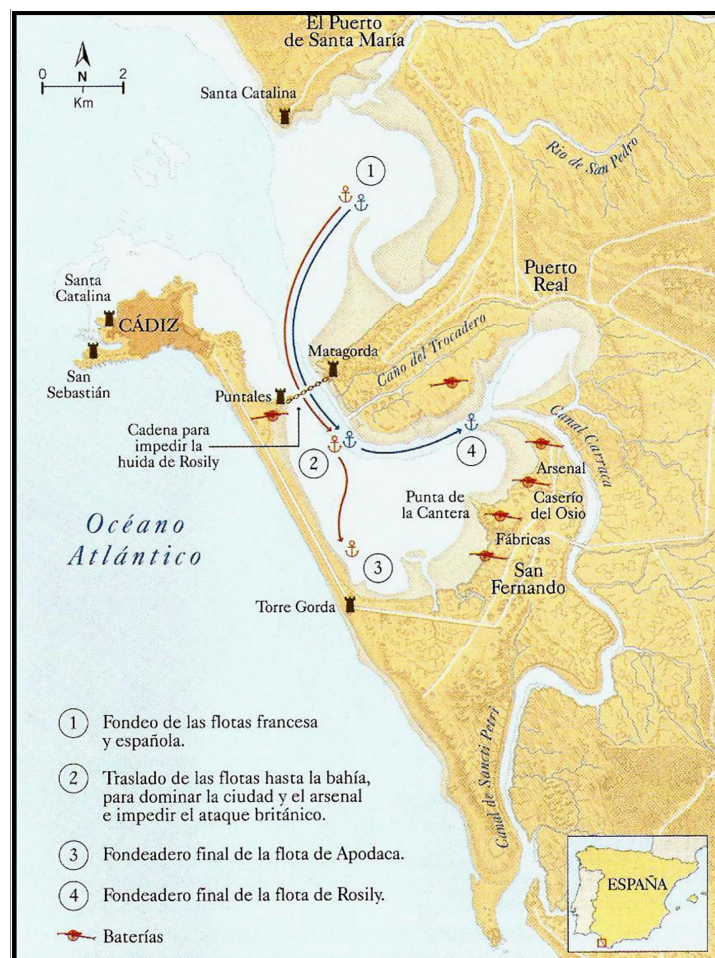 El Puerto
de Santa María
N
0 2
Km
Santa Catalina
1
Rio de San Pedro
Santa
Catalina
CÁDIZ
San
Sebastián
Puerto
Real
Matagorda
Caño del Trocadero
Puntales
Cadena para
impedir la
huida de Rosily
2
4
Canal Carraca
Arsenal
Punta de
la Cantera
Caserío
del Osio
Fábricas
Océano
Atlántico
3
San
Fernando
Torre Gorda
Canal de Sancti Petri
1 Fondeo de las flotas francesa
y española.
2 Traslado de las flotas hasta la bahía,
para dominar la ciudad y el arsenal
e impedir el ataque británico.
3 Fondeadero final de la flota de Apodaca.
4 Fondeadero final de la flota de Rosily.
Baterías
ESPAÑA